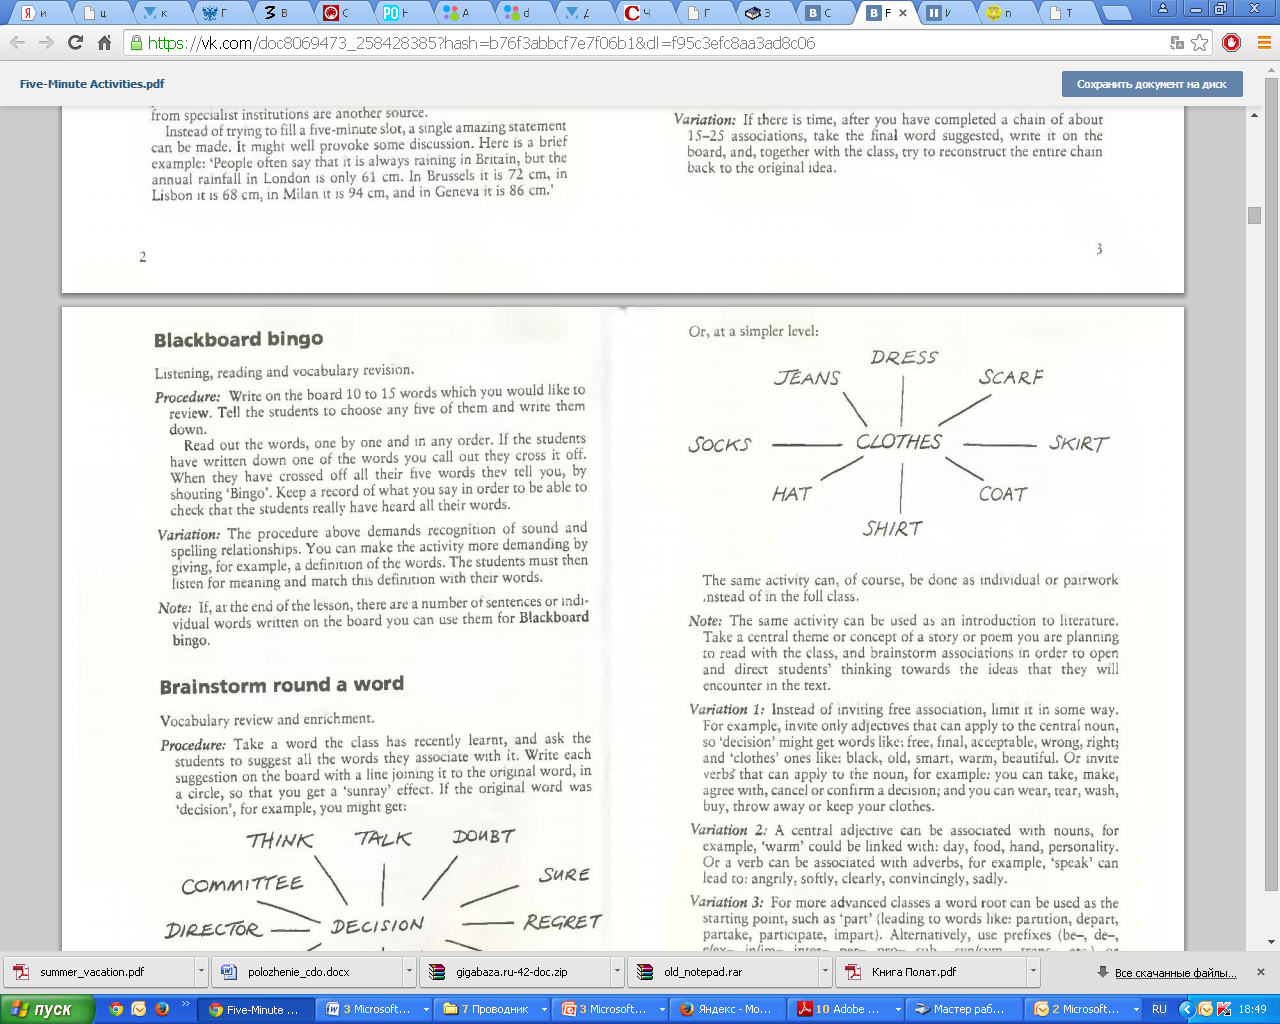 Я и
ц
к
Г
З В
С
РО Н
А
d
Д
С Ч
Г
З
В С
B F
И
п
Т
https://vk.com/doc8069473_258428385?hash=b76f3abbcf7e7f06b1&dl=f95c3efc8aa3ad8c06
Five-Minute Activities.pdf
Сохранить документ на диск
from specialist institutions are another source.
Instead of trying to fill a five-minute slot, a single amazing statement
can be made. It might well provoke some discussion. Here is a brief
example: ‘People often say that it is always raining in Britain, but the
annual rainfall in London is only 61 cm. In Brussels it is 72 cm, in
Lisbon it is 68 cm, in Milan it is 94 cm, and in Geneva it is 86 cm.’
2
Variation: If there is time, after you have completed a chain of about
15–25 associations, take the final word suggested, write it on the
board, and, together with the class, try to reconstruct the entire chain
back to the original idea.
3
Blackboard bingo
Listening, reading and vocabulary revision.
Procedure: Write on the board 10 to 15 words which you would like to
review. Tell the students to choose any five of them and write them
down.
Read out the words, one by one and in any order. If the students
have written down one of the words you call out they cross it off.
When they have crossed off all their five words they tell you, by
shouting ‘Bingo’. Keep a record of what you say in order to be able to
check that the students really have heard all their words.
Variation: The procedure above demands recognition of sound and
spelling relationships. You can make the activity more demanding by
giving, for example, a definition of the words. The students must then
listen for meaning and match this definition with their words.
Note: If, at the end of the lesson, there are a number of sentences or indi-
vidual words written on the board you can use them for Blackboard
bingo.
Brainstorm round a word
Vocabulary review and enrichment.
Procedure: Take a word the class has recently learnt, and ask the
students to suggest all the words they associate with it. Write each
suggestion on the board with a line joining it to the original word, in
a circle, so that you get a ‘sunray’ effect. If the original word was
‘decision’, for example, you might get:
THINK TALK DOUBT
COMMITTEE SURE
DIRECTOR DECISION REGRET
Or, at a simpler level:
DRESS
JEANS SCARF
SOCKS CLOTHES SKIRT
HAT COAT
SHIRT
The same activity can, of course, be done as individual or pairwork
instead of in the foll class.
Note: The same activity can be used as an introduction to literature.
Take a central theme or concept of a story or poem you are planning
to read with the class, and brainstorm associations in order to open
and direct students’ thinking towards the ideas that they will
encounter in the text.
Variation 1: Instead of inviting free association, limit it in some way.
For example, invite only adjectives that can apply to the central noun,
so ‘decision’ might get words like: free, final, acceptable, wrong, right;
and ‘clothes’ ones like: black, old, smart, warm, beautiful. Or invite
verbs that can apply to the noun, for example: you can take, make,
agree with, cancel or confirm a decision; and you can wear, tear, wash,
buy, throw away or keep your clothes.
Variation 2: A central adjective can be associated with nouns, for
example, ‘warm’ could be linked with: day, food, hand, personality.
Or a verb can be associated with adverbs, for example, ‘speak’ can
lead to: angrily, softly, clearly, convincingly, sadly.
Variation 3: For more advanced classes a word root can be used as the
starting point, such as ‘part’ (leading to words like: partition, depart,
partake, participate, impart). Alternatively, use prefixes (be–, de–,
summer_vacation.pdf
polozhenie_cdo.docx
gigabaza.ru-42-doc.zip
old_notepad.rar
Книга Полат.pdf
Все скачанные файлы...
пуск
Five-Minute ...
3 Microsoft...
7 Проводник
3 Microsoft...
Яндекс - Mo...
10 Adobe ...
Мастер раб...
2 Microsoft...
RU
18:49